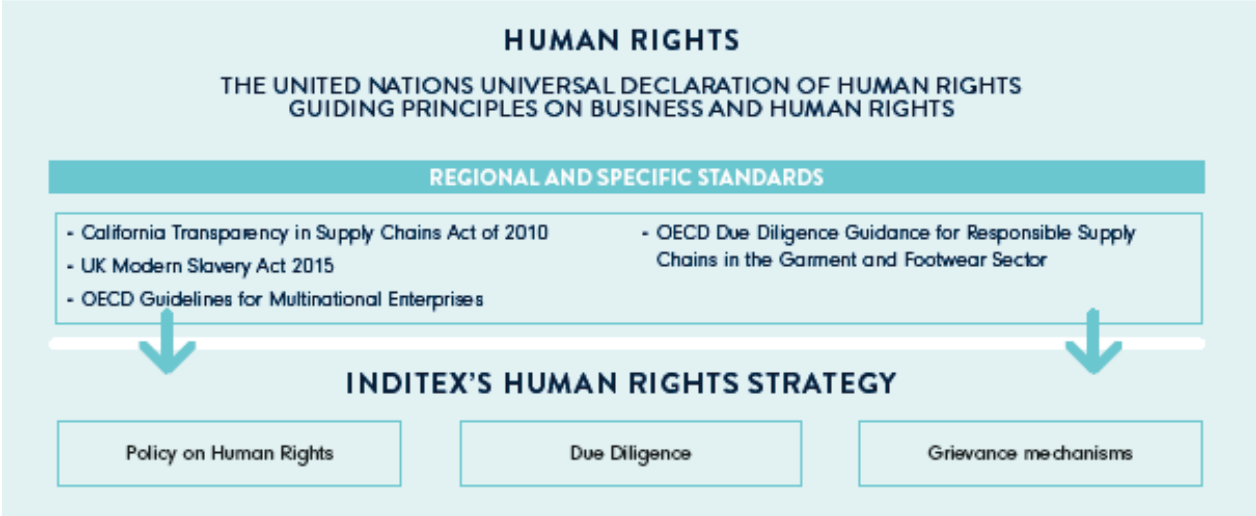 HUMAN RIGHTS
THE UNITED NATIONS UNIVERSAL DECLARATION OF HUMAN RIGHTS
GUIDING PRINCIPLES ON BUSINESS AND HUMAN RIGHTS
REGIONAL AND SPECIFIC STANDARDS
- California Transparency in Supply Chains Act of 2010
- UK Modern Slavery Act 2015
- OECD Guidelines for Multinational Enterprises
- OECD Due Diligence Guidance for Responsible Supply
Chains in the Garment and Footwear Sector
INDITEX'S HUMAN RIGHTS STRATEGY
Policy on Human Rights
Due Diligence
Grievance mechanisms